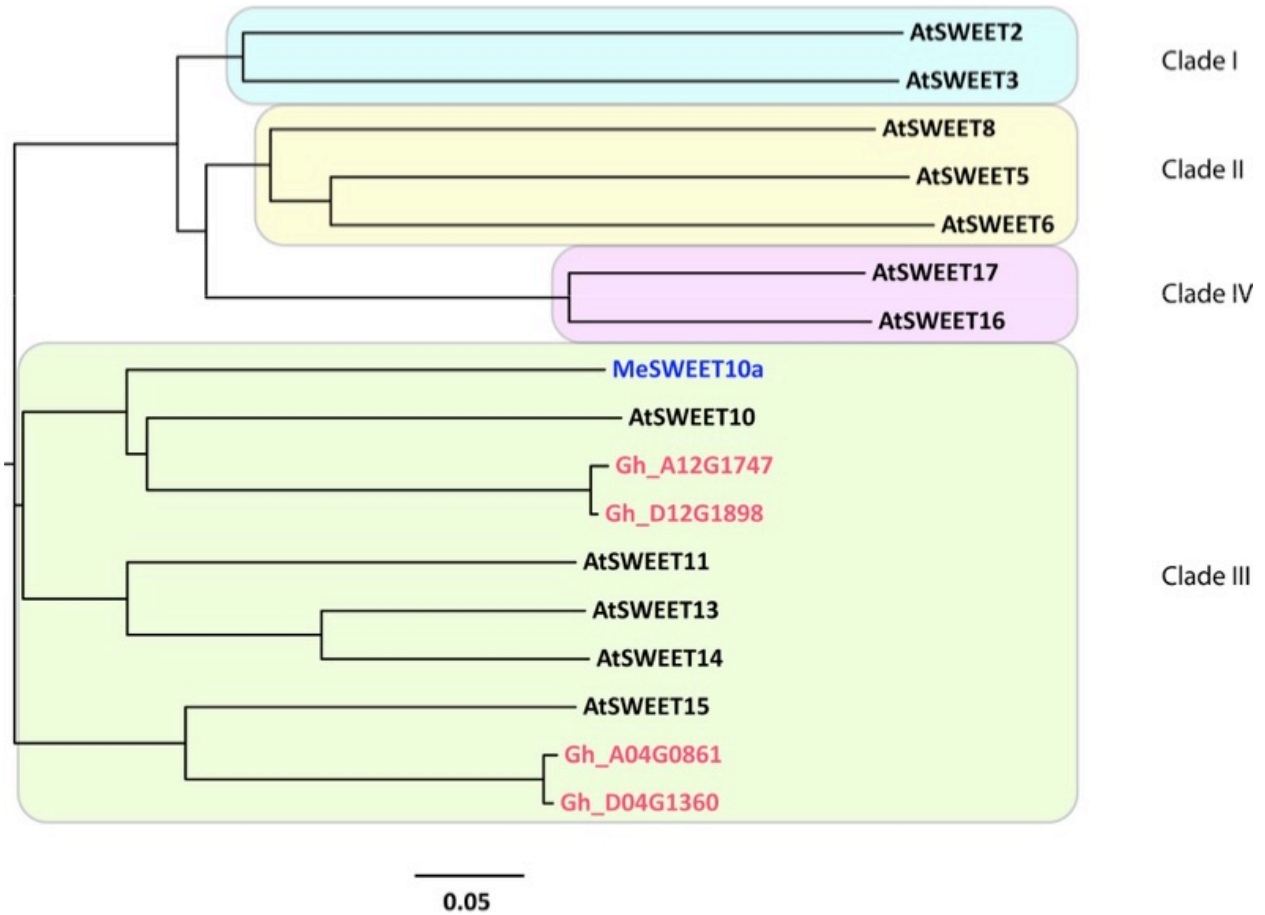 AtSWEET2
AtSWEET3
Clade I
AtSWEET8
AtSWEET5
AtSWEET6
Clade II
AtSWEET17
AtSWEET16
Clade IV
MeSWEET10a
AtSWEET10
Gh_A12G1747
Gh_D12G1898
AtSWEET11
AtSWEET13
AtSWEET14
AtSWEET15
Gh_A04G0861
Gh_D04G1360
Clade III
0.05